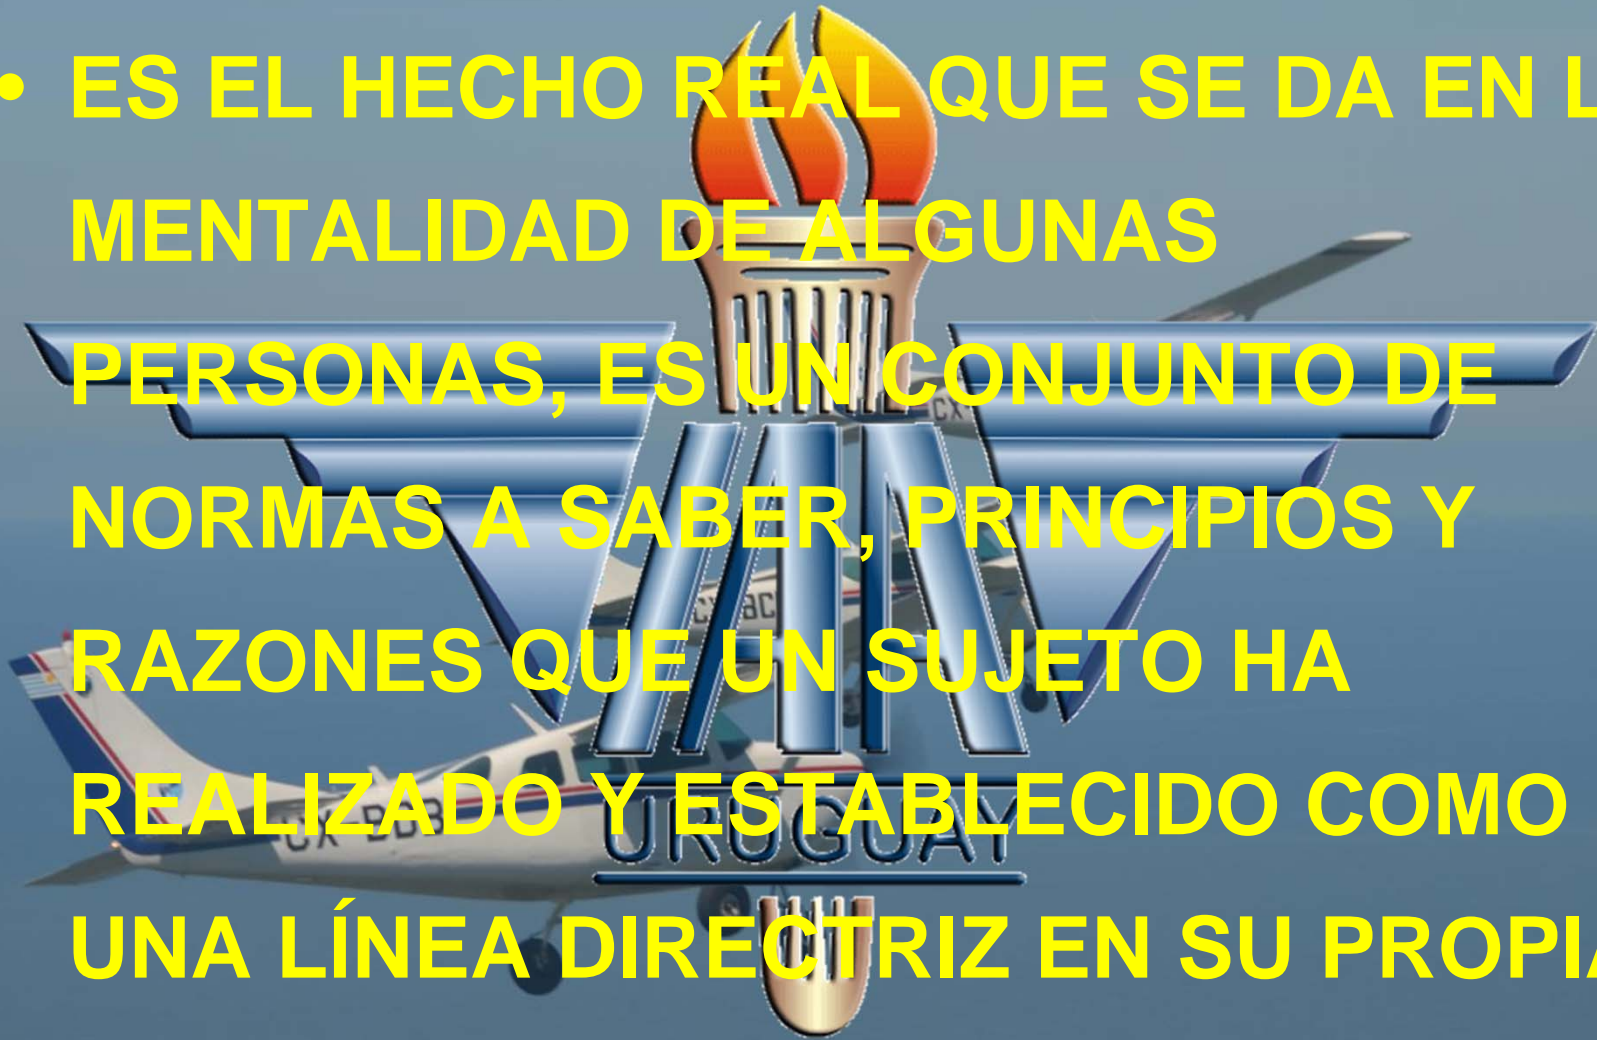 • ES EL HECHO REAL QUE SE DA EN L
MENTALIDAD DE ALGUNAS
PERSONAS, ES UN CONJUNTO DE
NORMAS A SABER, PRINCIPIOS Y
RAZONES QUE UN SUJETO HA
REALIZADO Y ESTABLECIDO COMO
URUGUAY
UNA LÍNEA DIRECTRIZ EN SU PROPIA